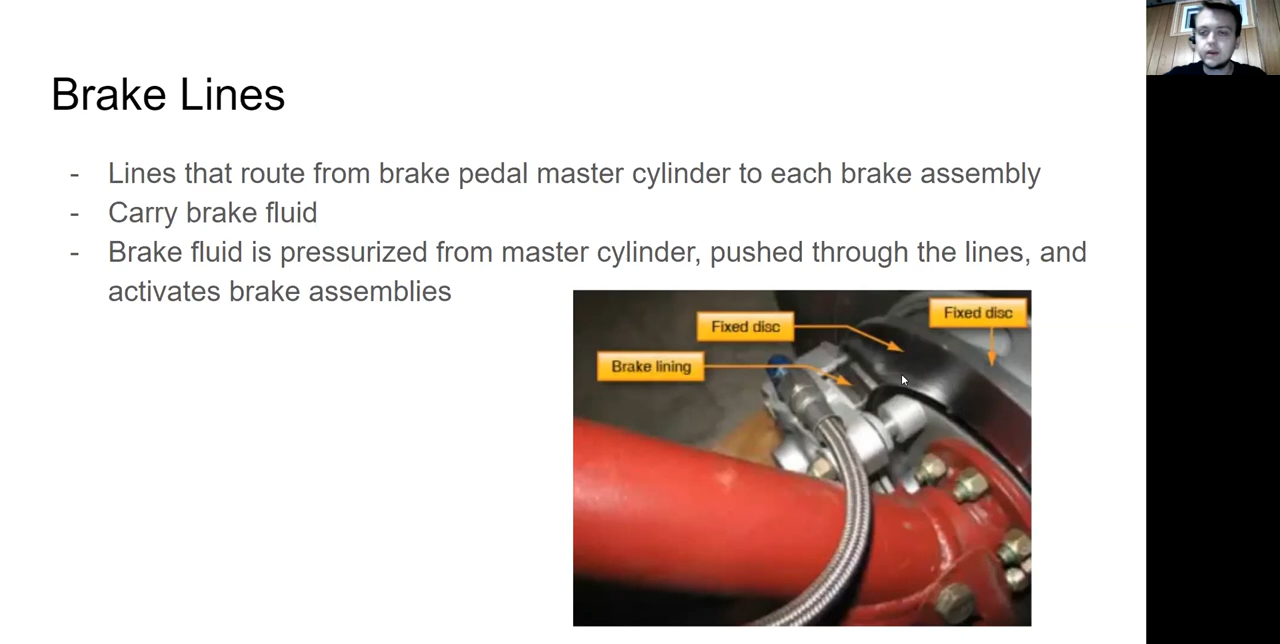 Brake Lines
- Lines that route from brake pedal master cylinder to each brake assembly
- Carry brake fluid
- Brake fluid is pressurized from master cylinder, pushed through the lines, and
activates brake assemblies
Fixed disc
Fixed disc
Brake lining